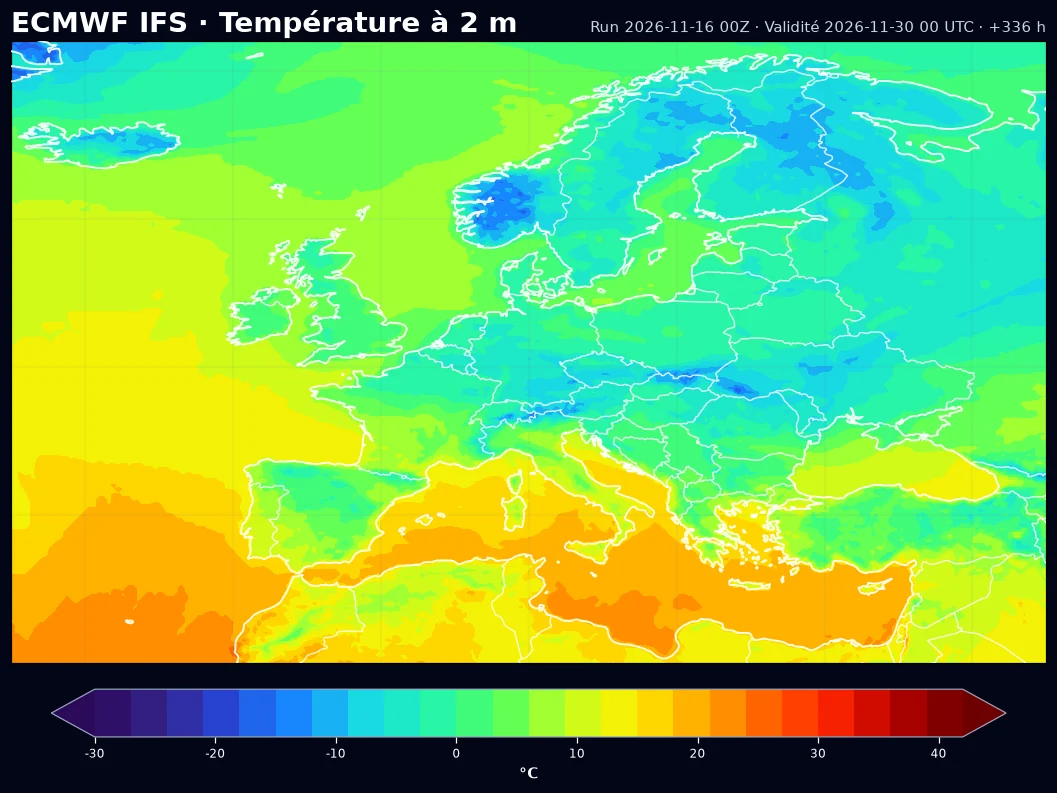 ECMWF IFS · Température à 2 m
Run 2026-11-16 00Z · Validité 2026-11-30 00 UTC · +336 h
-30 -20 -10 0 10 20 30 40
°C